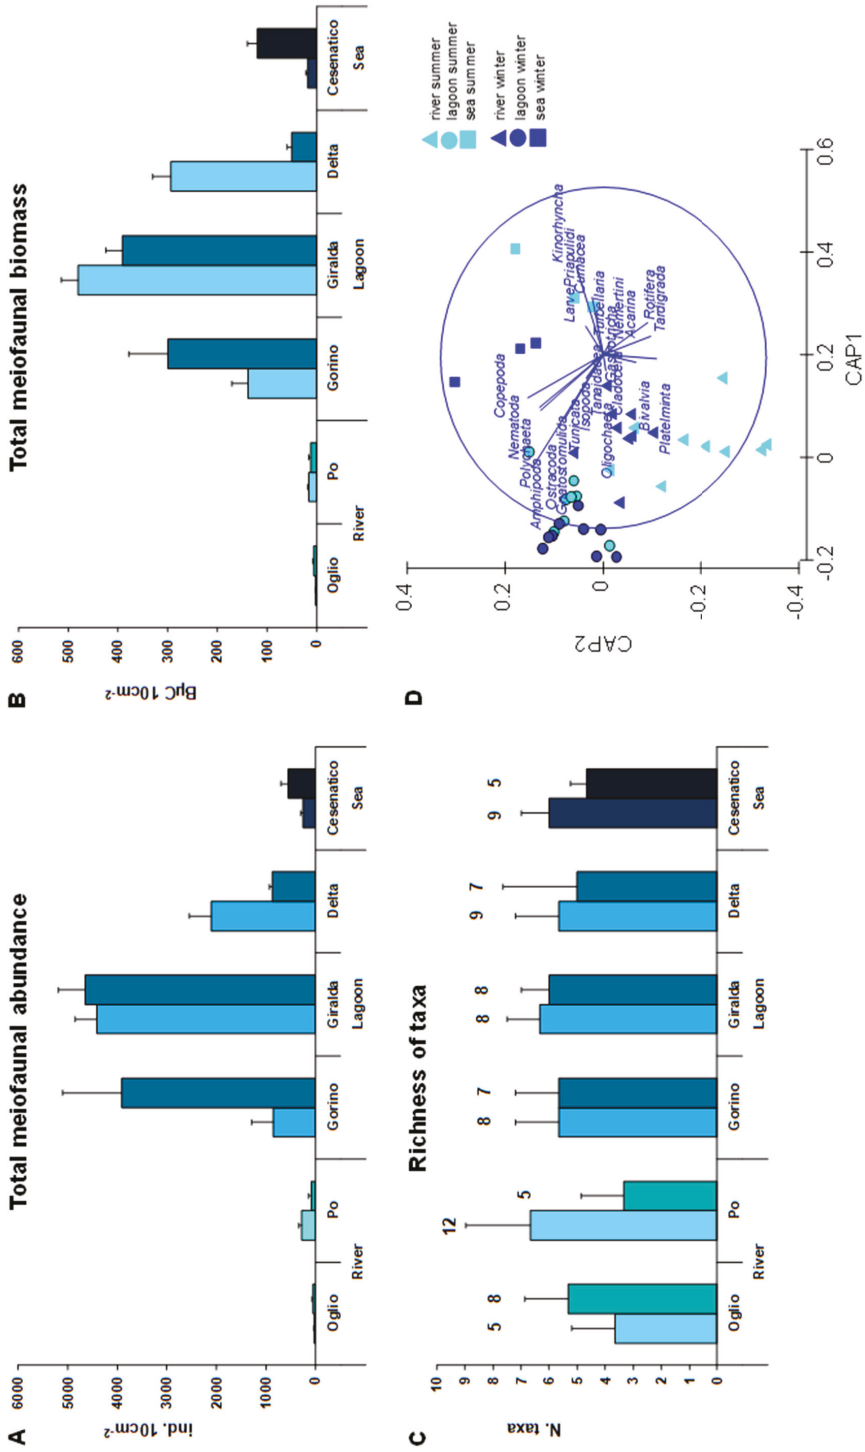 A
Total meiofaunal abundance
ind. 10cm⁻²
6000
5000
4000
3000
2000
1000
0
Oglio Po Gorino Giralda Delta Cesenatico
River Lagoon Sea
B
Total meiofaunal biomass
BμC 10cm⁻²
600
500
400
300
200
100
0
Oglio Po Gorino Giralda Delta Cesenatico
River Lagoon Sea
C
Richness of taxa
N. taxa
10
9
8
7
6
5
4
3
2
1
0
5 8 12 5 8 7 8 8 9 7 9 5
Oglio Po Gorino Giralda Delta Cesenatico
River Lagoon Sea
D
CAP2
0.4
0.2
0
-0.2
-0.4
-0.2 0 0.2 0.4 0.6
CAP1
river summer
lagoon summer
sea summer
river winter
lagoon winter
sea winter
Kinorhyncha
Priapulidi
Cumacea
Larve
Turbellaria
Nemertini
Acarina
Rotifera
Tardigrada
Gastrotricha
Tanaidacea
Cladocera
Isopoda
Tunicata
Oligochaeta
Bivalvia
Platelminta
Copepoda
Nematoda
Polychaeta
Amphipoda
Ostracoda
Gnatostomulida